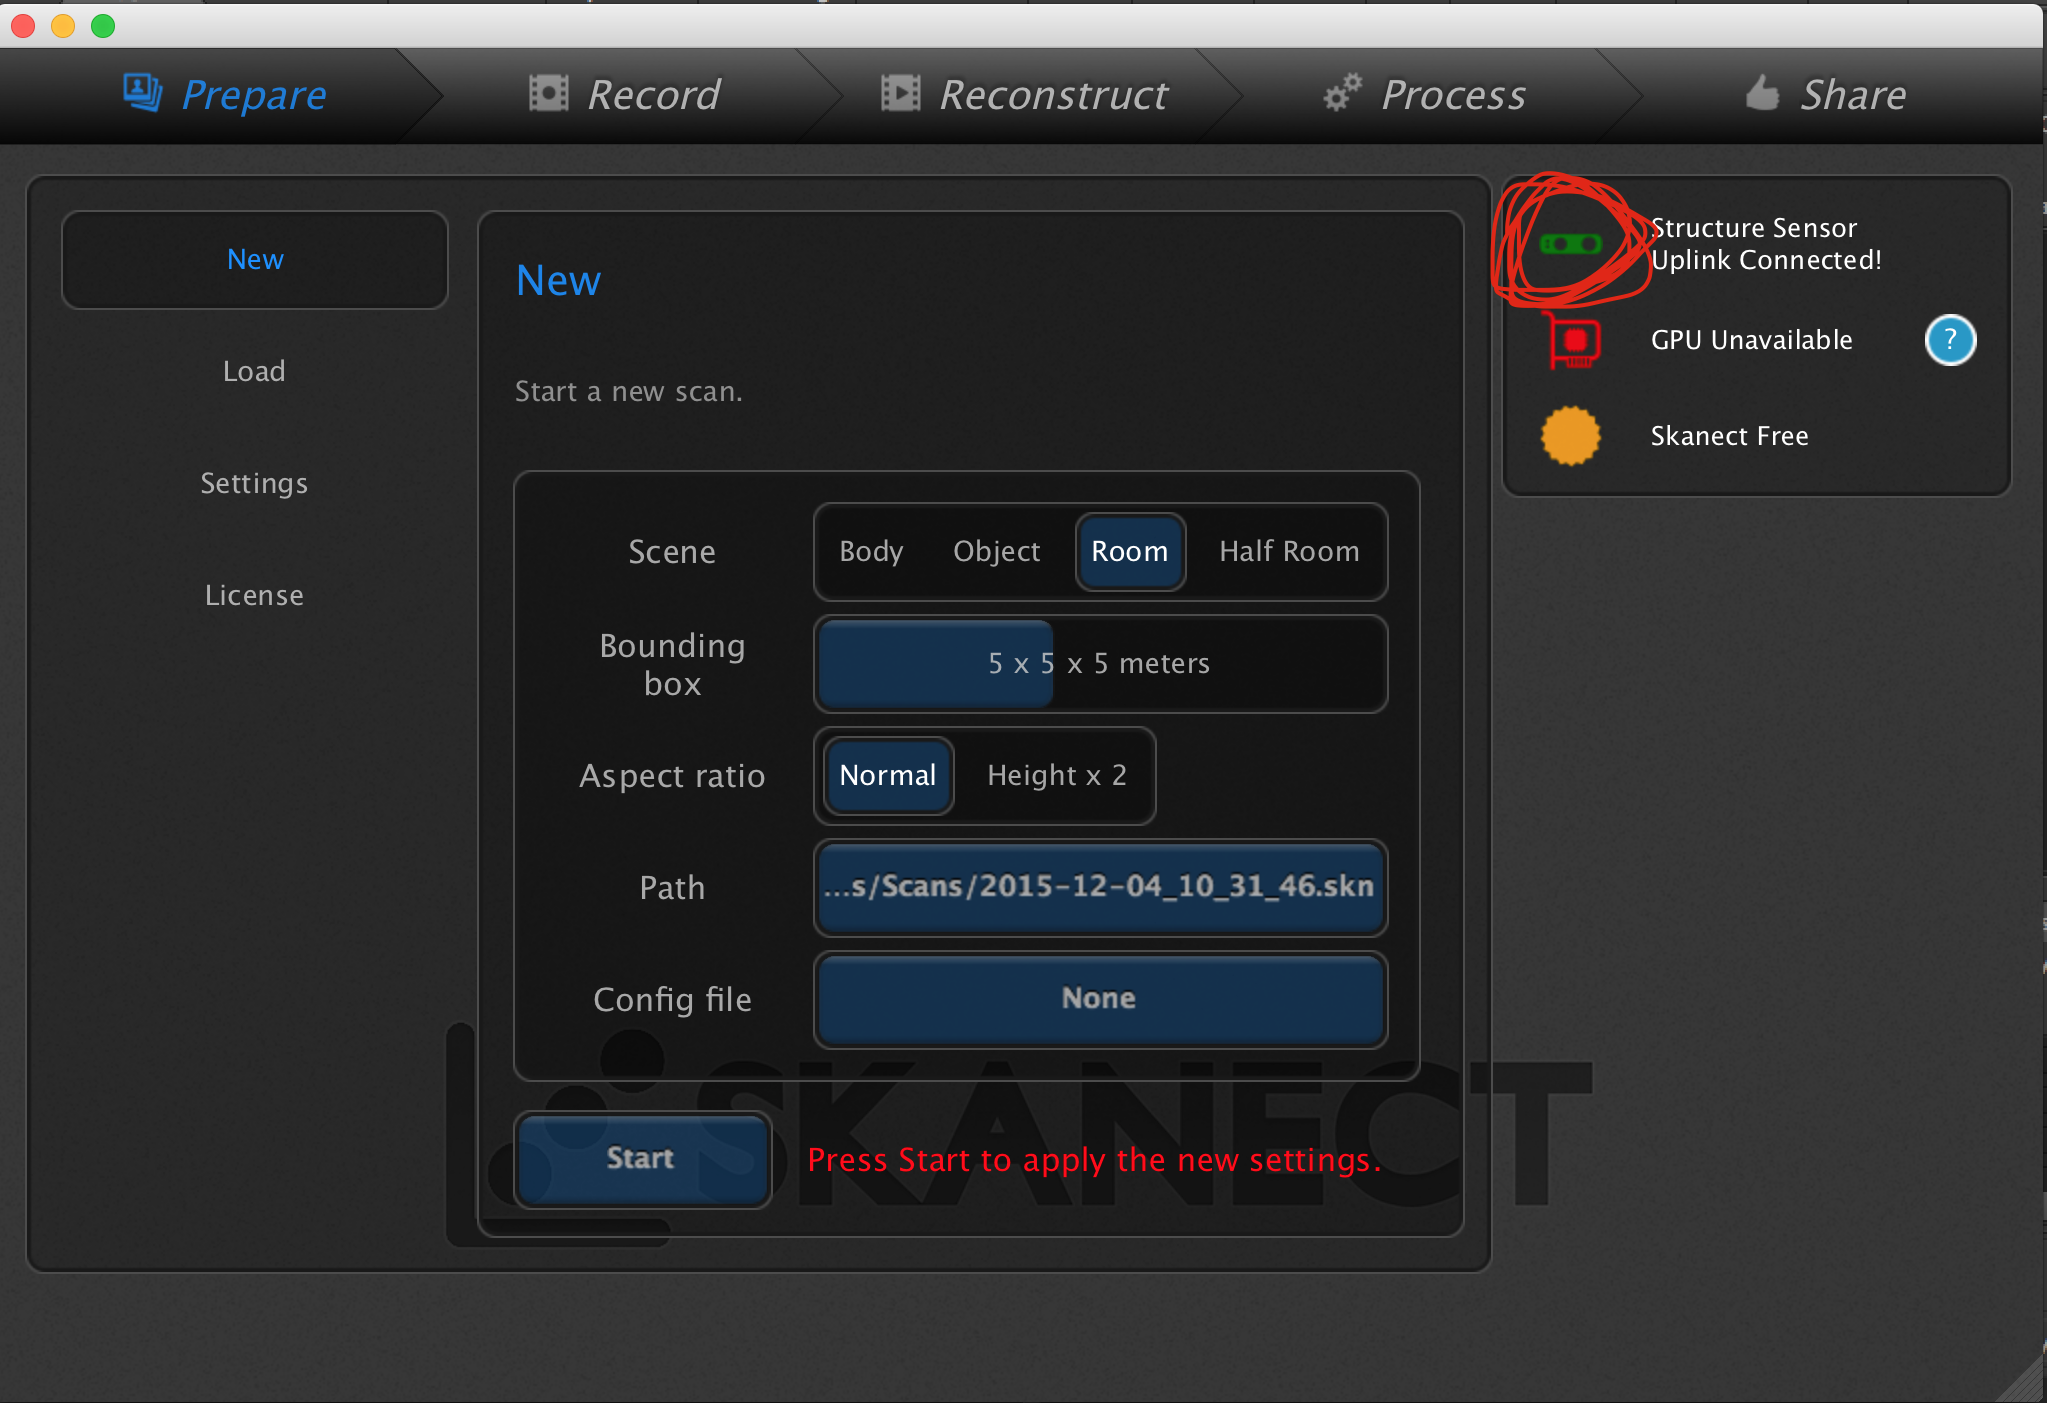 Prepare
Record
Reconstruct
Process
Share
New
Load
Settings
License
New
Start a new scan.
Scene
Body
Object
Room
Half Room
Bounding
box
5 x 5 x 5 meters
Aspect ratio
Normal
Height x 2
Path
...s/Scans/2015-12-04_10_31_46.skn
Config file
None
Start
Press Start to apply the new settings.
SKANECT
Structure Sensor
Uplink Connected!
GPU Unavailable
?
Skanect Free